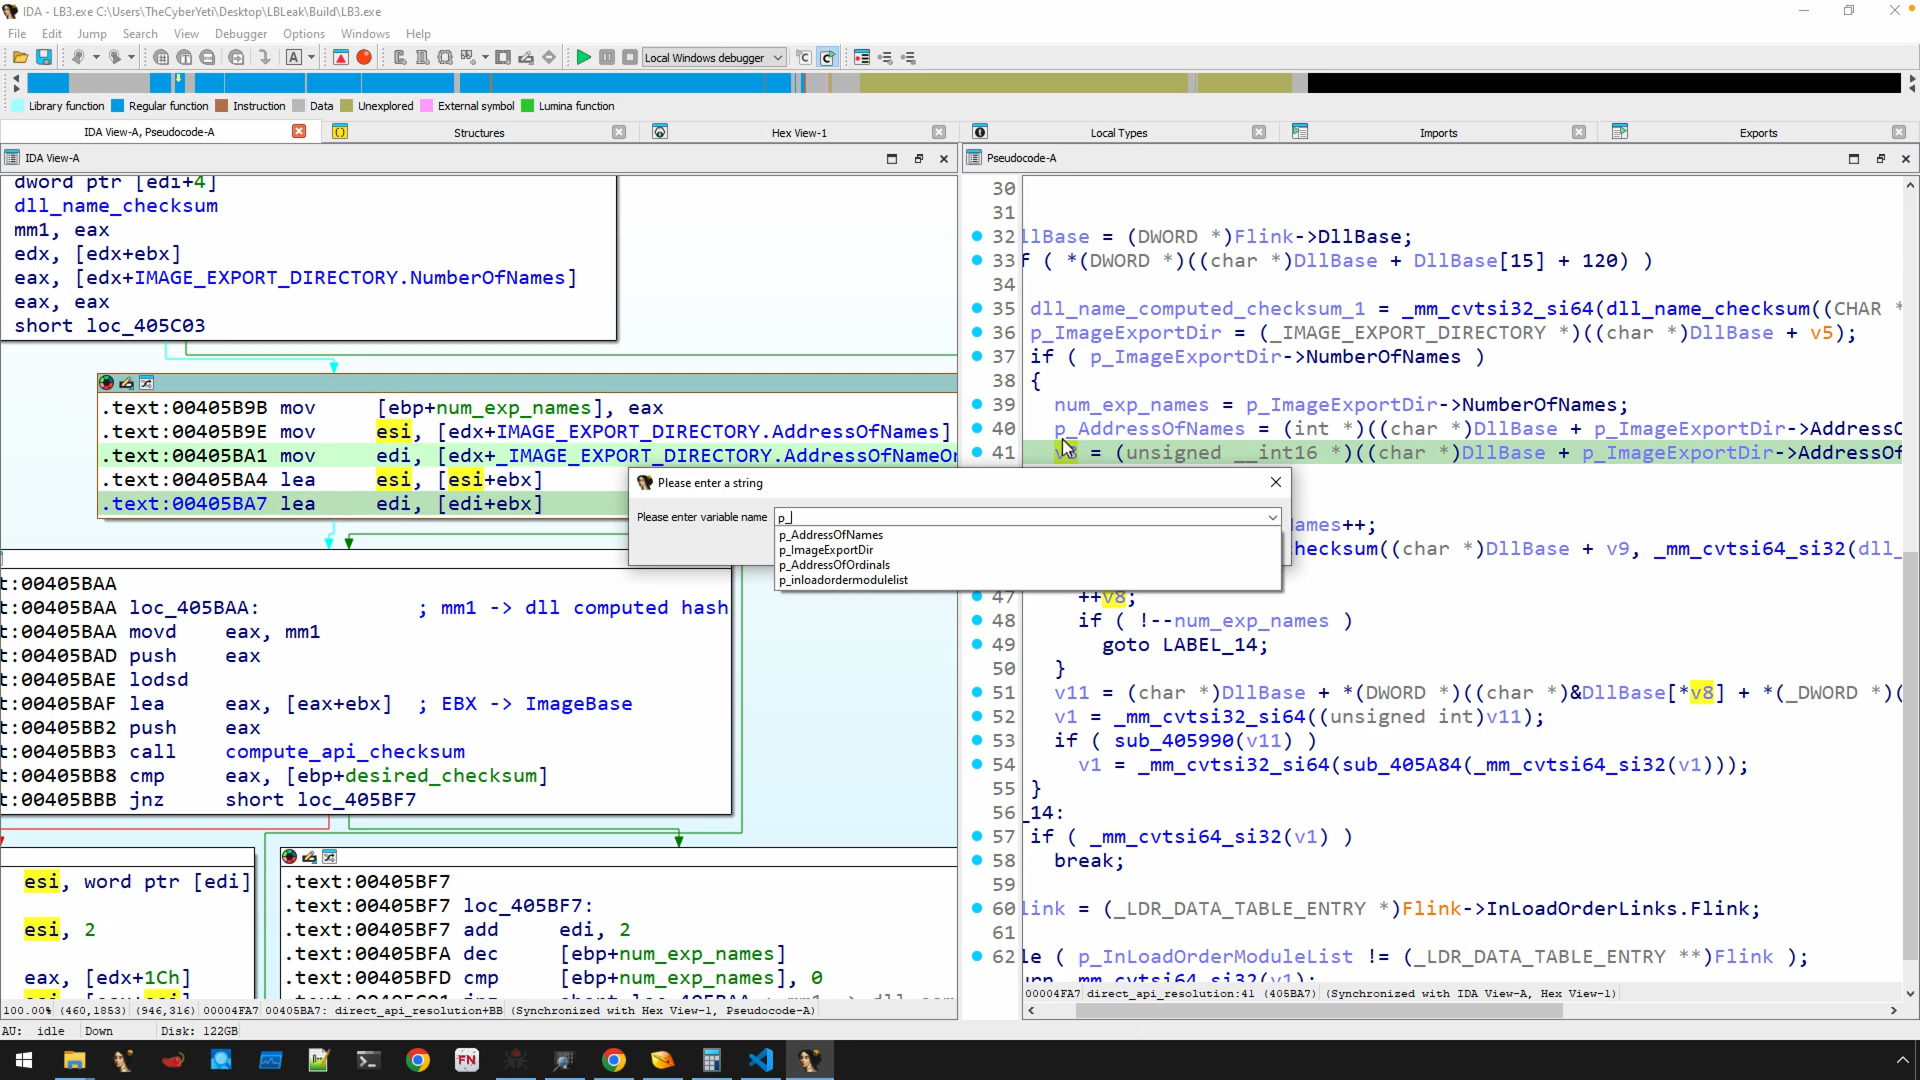 IDA - LB3.exe C:\Users\TheCyberYeti\Desktop\LBLeak\Build\LB3.exe
File Edit Jump Search View Debugger Options Windows Help
Local Windows debugger
Library function Regular function Instruction Data Unexplored External symbol Lumina function
IDA View-A, Pseudocode-A Structures Hex View-1 Local Types Imports Exports
IDA View-A
dword ptr [edi+4]
dll_name_checksum
mm1, eax
edx, [edx+ebx]
eax, [edx+IMAGE_EXPORT_DIRECTORY.NumberOfNames]
eax, eax
short loc_405C03
.text:00405B9B mov [ebp+num_exp_names], eax
.text:00405B9E mov esi, [edx+IMAGE_EXPORT_DIRECTORY.AddressOfNames]
.text:00405BA1 mov edi, [edx+_IMAGE_EXPORT_DIRECTORY.AddressOfNameOr
.text:00405BA4 lea esi, [esi+ebx]
.text:00405BA7 lea edi, [edi+ebx]
t:00405BAA
t:00405BAA loc_405BAA: ; mm1 -> dll computed hash
t:00405BAA movd eax, mm1
t:00405BAD push eax
t:00405BAE lodsd
t:00405BAF lea eax, [eax+ebx] ; EBX -> ImageBase
t:00405BB2 push eax
t:00405BB3 call compute_api_checksum
t:00405BB8 cmp eax, [ebp+desired_checksum]
t:00405BBB jnz short loc_405BF7
esi, word ptr [edi]
esi, 2
eax, [edx+1Ch]
.text:00405BF7
.text:00405BF7 loc_405BF7:
.text:00405BF7 add edi, 2
.text:00405BFA dec [ebp+num_exp_names]
.text:00405BFD cmp [ebp+num_exp_names], 0
100.00% (460,1853) (946,316) 00004FA7 00405BA7: direct_api_resolution+BB (Synchronized with Hex View-1, Pseudocode-A)
Pseudocode-A
30
31
32 llBase = (DWORD *)Flink->DllBase;
33 f ( *(DWORD *)((char *)DllBase + DllBase[15] + 120) )
34
35 dll_name_computed_checksum_1 = _mm_cvtsi32_si64(dll_name_checksum((CHAR *
36 p_ImageExportDir = (_IMAGE_EXPORT_DIRECTORY *)((char *)DllBase + v5);
37 if ( p_ImageExportDir->NumberOfNames )
38 {
39 num_exp_names = p_ImageExportDir->NumberOfNames;
40 p_AddressOfNames = (int *)((char *)DllBase + p_ImageExportDir->AddressO
41 v8 = (unsigned __int16 *)((char *)DllBase + p_ImageExportDir->AddressOf
ames++;
hecksum((char *)DllBase + v9, _mm_cvtsi64_si32(dll_
47 ++v8;
48 if ( !--num_exp_names )
49 goto LABEL_14;
50 }
51 v11 = (char *)DllBase + *(DWORD *)((char *)&DllBase[*v8] + *(_DWORD *)(
52 v1 = _mm_cvtsi32_si64((unsigned int)v11);
53 if ( sub_405990(v11) )
54 v1 = _mm_cvtsi32_si64(sub_405A84(_mm_cvtsi64_si32(v1)));
55 }
56 _14:
57 if ( _mm_cvtsi64_si32(v1) )
58 break;
59
60 link = (_LDR_DATA_TABLE_ENTRY *)Flink->InLoadOrderLinks.Flink;
61
62 le ( p_InLoadOrderModuleList != (_LDR_DATA_TABLE_ENTRY **)Flink );
00004FA7 direct_api_resolution:41 (405BA7) (Synchronized with IDA View-A, Hex View-1)
Please enter a string
Please enter variable name p_
p_AddressOfNames
p_ImageExportDir
p_AddressOfOrdinals
p_inloadordermodulelist
AU: idle Down Disk: 122GB
FN